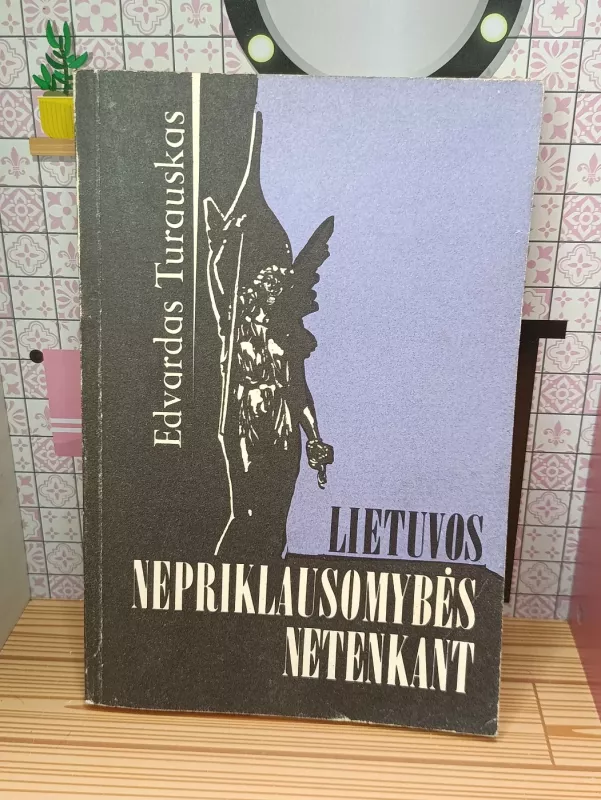 Edvardas Turauskas
LIETUVOS
NEPRIKLAUSOMYBĖS
NETENKANT